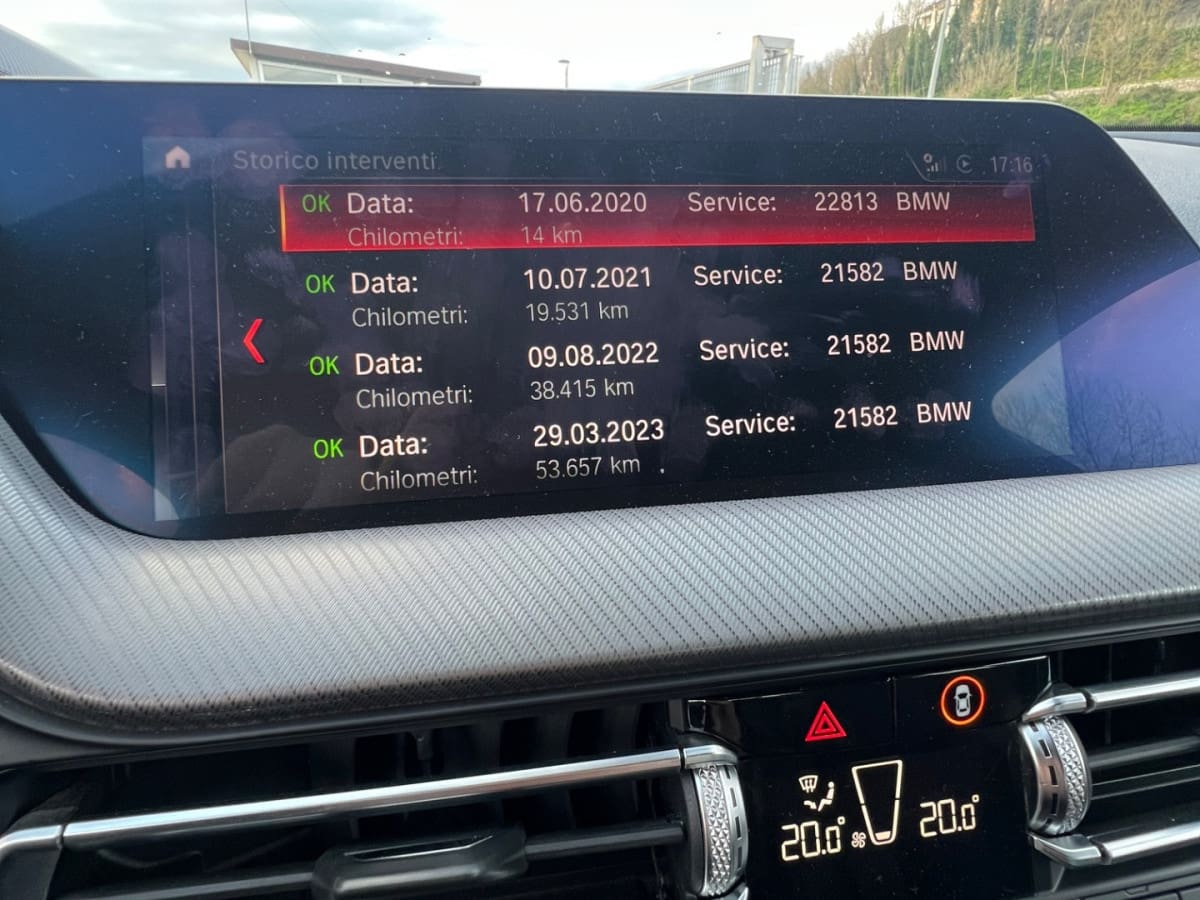 Storico interventi
17:16
OK Data: 17.06.2020 Service: 22813 BMW
Chilometri: 14 km
OK Data: 10.07.2021 Service: 21582 BMW
Chilometri: 19.531 km
OK Data: 09.08.2022 Service: 21582 BMW
Chilometri: 38.415 km
OK Data: 29.03.2023 Service: 21582 BMW
Chilometri: 53.657 km
20.0° 20.0°